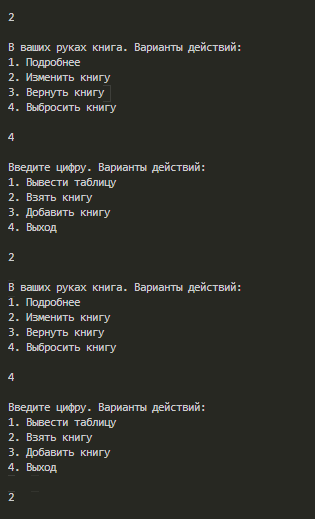 2
В ваших руках книга. Варианты действий:
1. Подробнее
2. Изменить книгу
3. Вернуть книгу
4. Выбросить книгу
4
Введите цифру. Варианты действий:
1. Вывести таблицу
2. Взять книгу
3. Добавить книгу
4. Выход
2
В ваших руках книга. Варианты действий:
1. Подробнее
2. Изменить книгу
3. Вернуть книгу
4. Выбросить книгу
4
Введите цифру. Варианты действий:
1. Вывести таблицу
2. Взять книгу
3. Добавить книгу
4. Выход
2